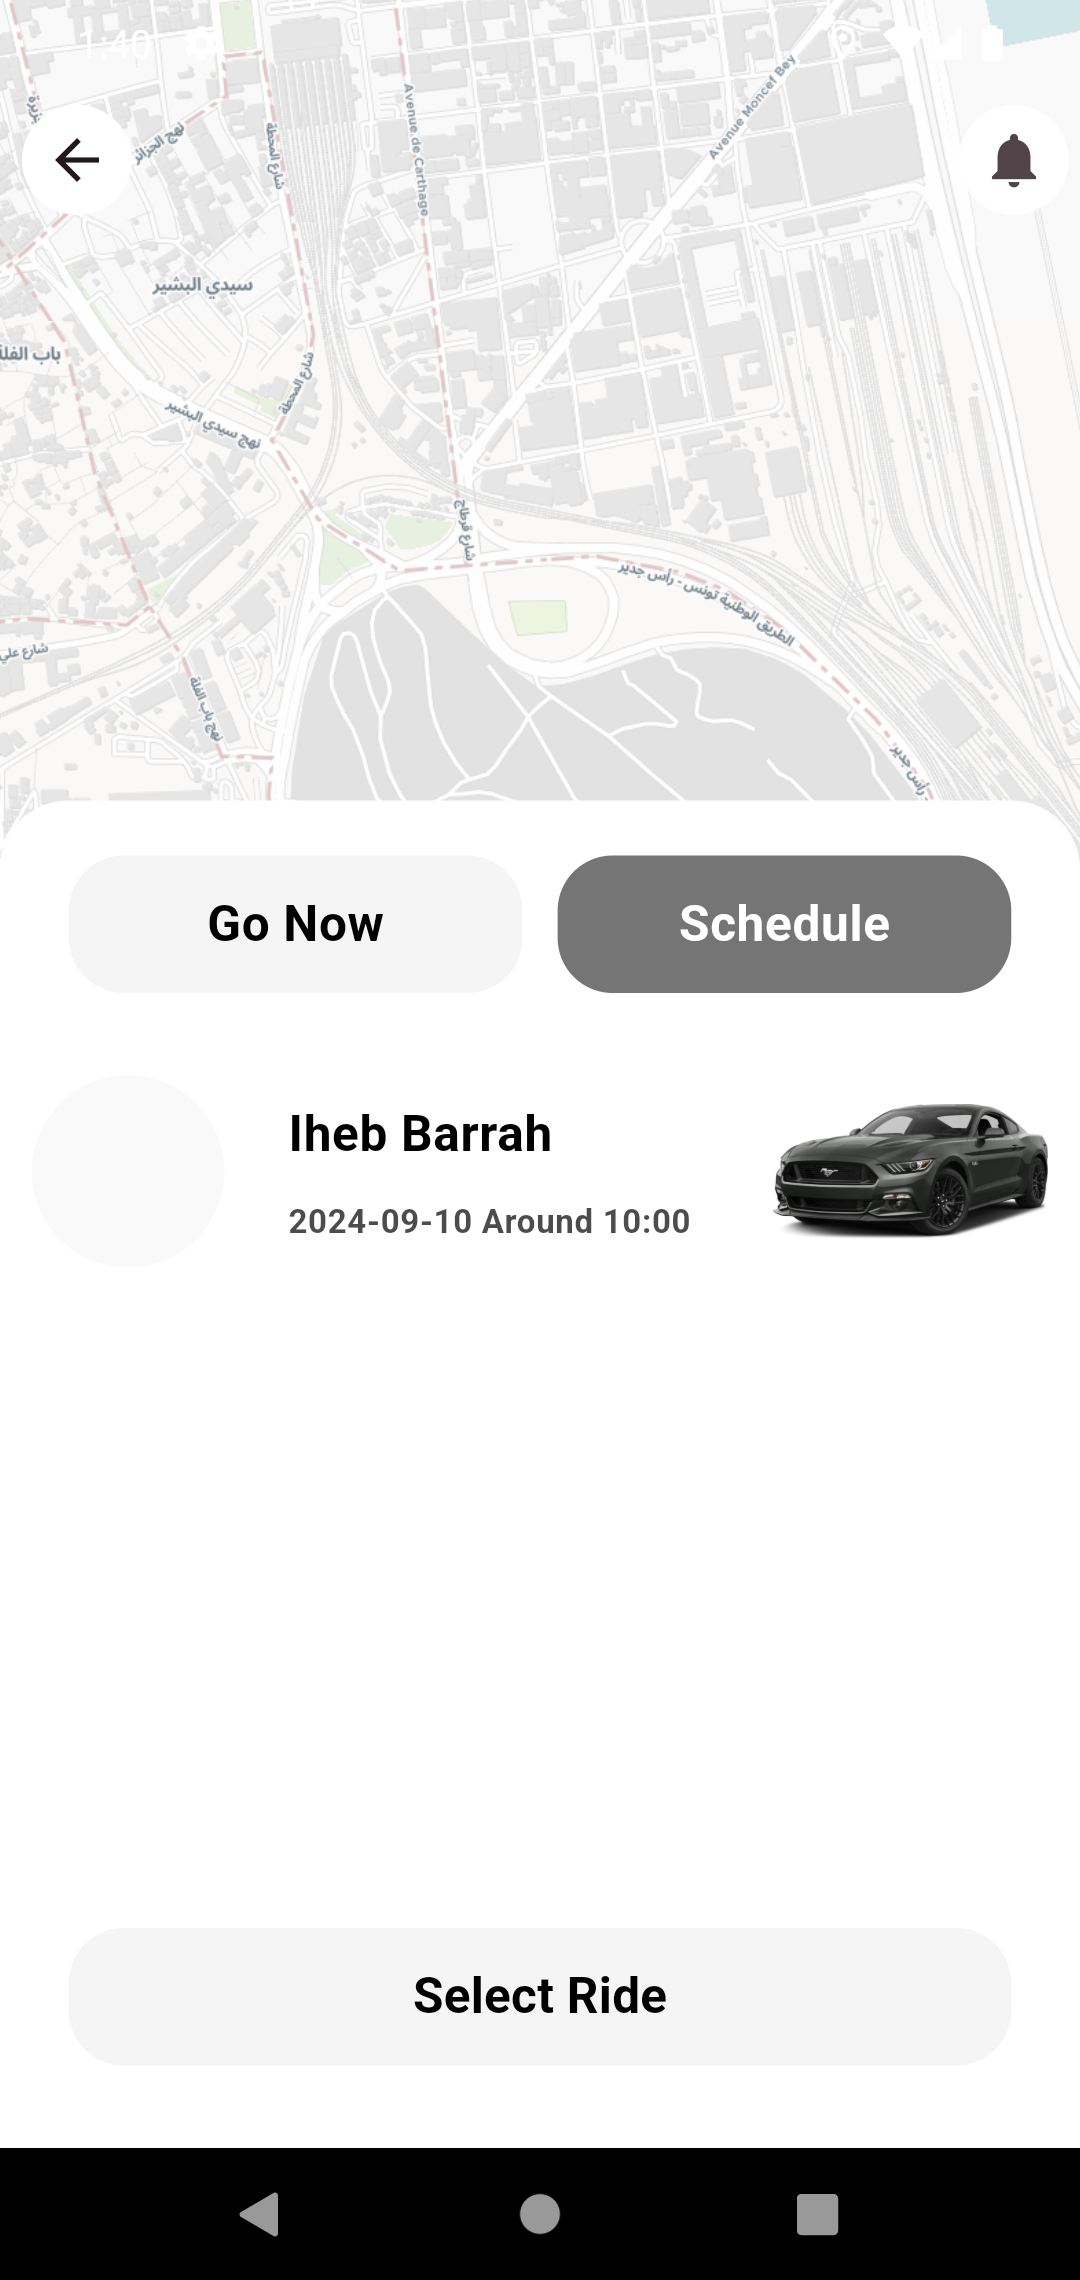 1:40
Avenue Moncef Bey
Avenue de Carthage
نهج الجزائر
شارع المحطة
سيدي البشير
باب الفلة
شارع المحطة
نهج سيدي البشير
شارع قرطاج
الطريق الوطنية تونس - رأس جدير
شارع علي
نهج باب الفلة
رأس جدير
Go Now
Schedule
Iheb Barrah
2024-09-10 Around 10:00
Select Ride